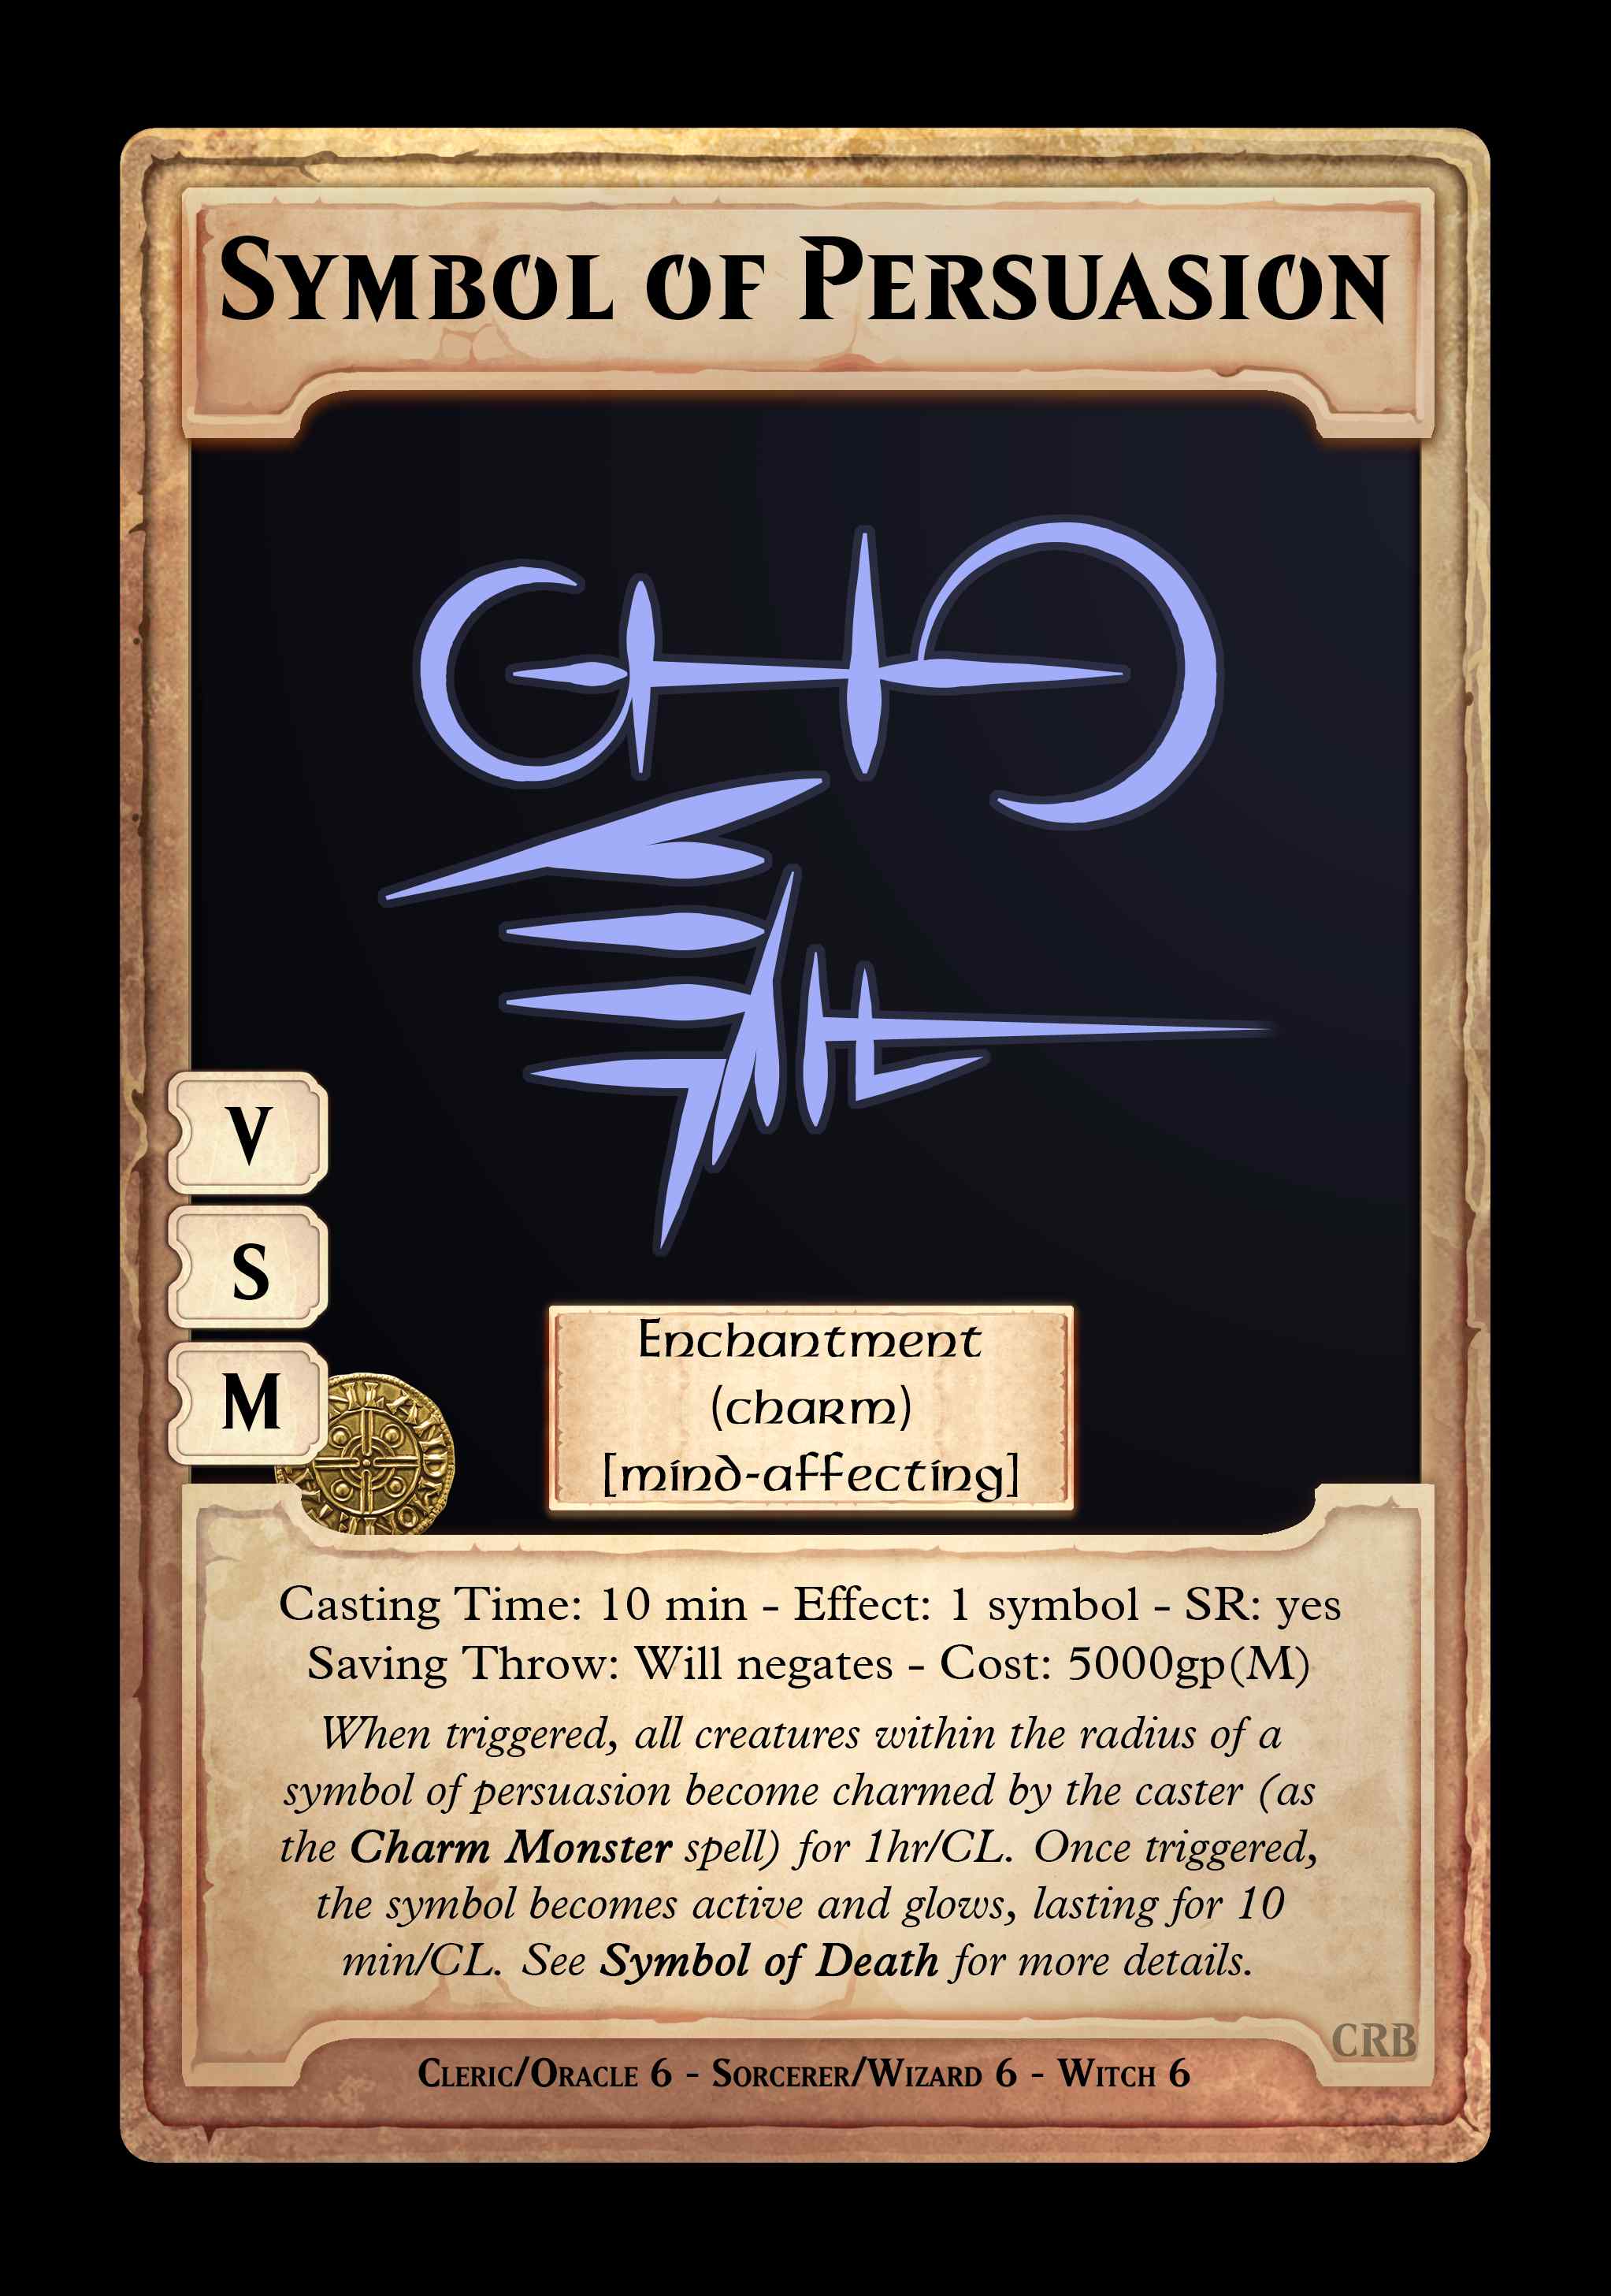 Symbol of Persuasion
V
S
M
Enchantment
(charm)
[mind-affecting]
Casting Time: 10 min - Effect: 1 symbol - SR: yes
Saving Throw: Will negates - Cost: 5000gp(M)
When triggered, all creatures within the radius of a
symbol of persuasion become charmed by the caster (as
the Charm Monster spell) for 1hr/CL. Once triggered,
the symbol becomes active and glows, lasting for 10
min/CL. See Symbol of Death for more details.
CRB
Cleric/Oracle 6 - Sorcerer/Wizard 6 - Witch 6